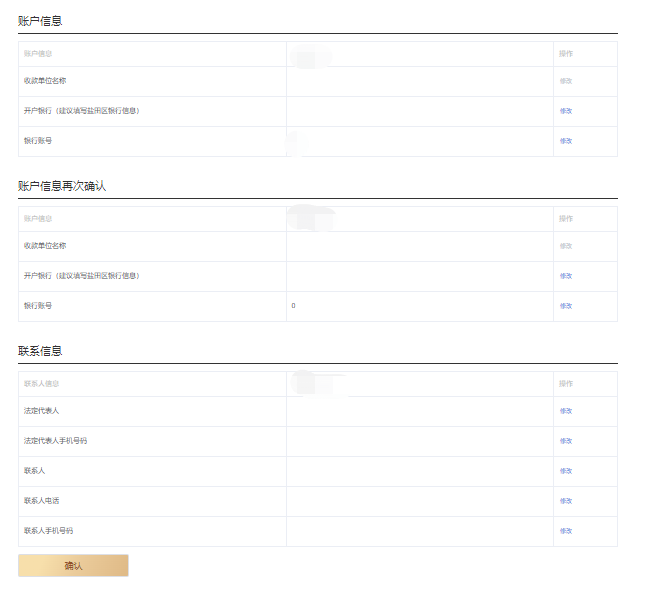 账户信息
账户信息 操作
收款单位名称 修改
开户银行（建议填写盐田区银行信息） 修改
银行账号 修改
账户信息再次确认
账户信息 操作
收款单位名称 修改
开户银行（建议填写盐田区银行信息） 修改
银行账号 0 修改
联系信息
联系人信息 操作
法定代表人 修改
法定代表人手机号码 修改
联系人 修改
联系人电话 修改
联系人手机号码 修改
确认